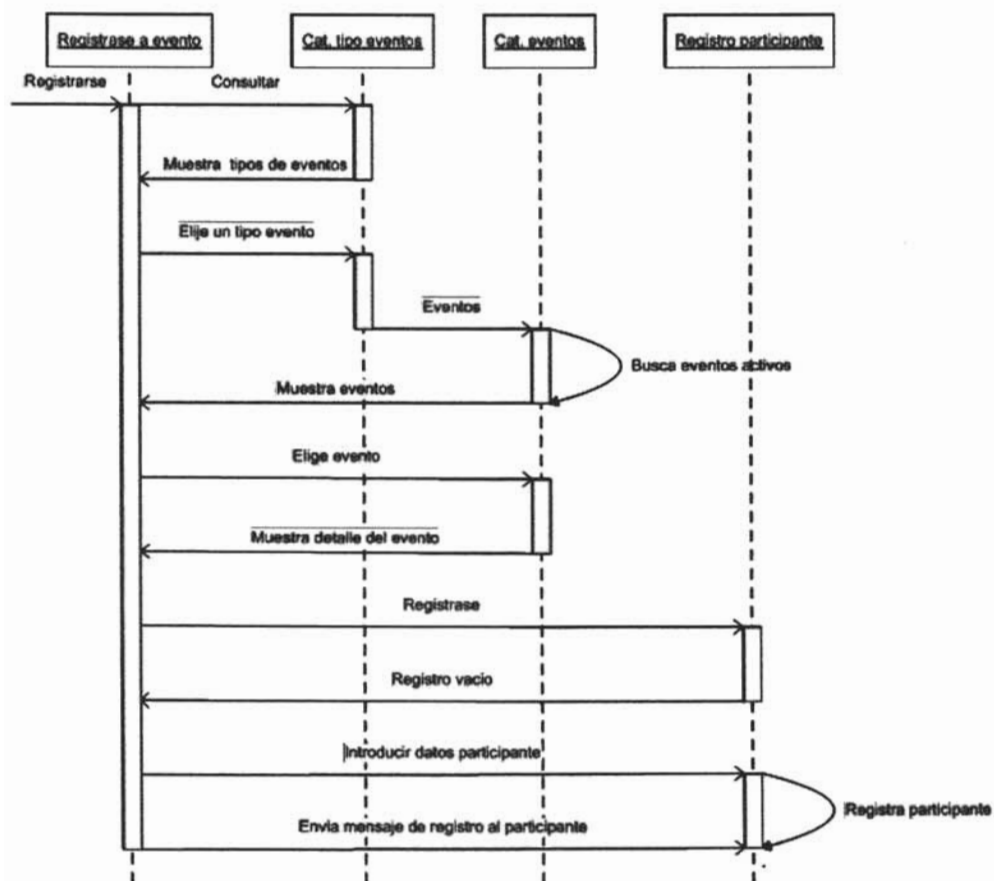 Registrase a evento
Cat. tipo eventos
Cat. eventos
Registro participante
Registrarse
Consultar
Muestra tipos de eventos
Elije un tipo evento
Eventos
Busca eventos activos
Muestra eventos
Elige evento
Muestra detalle del evento
Registrase
Registro vacio
Introducir datos participante
Registra participante
Envia mensaje de registro al participante